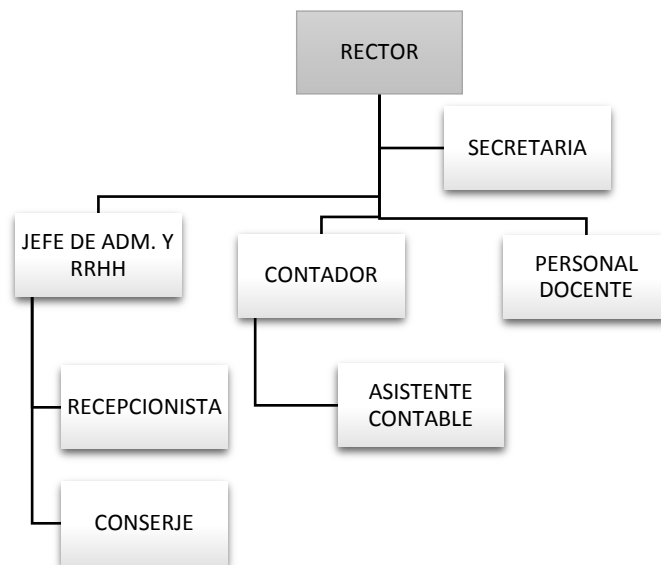 RECTOR
SECRETARIA
JEFE DE ADM. Y
RRHH
CONTADOR
PERSONAL
DOCENTE
RECEPCIONISTA
ASISTENTE
CONTABLE
CONSERJE